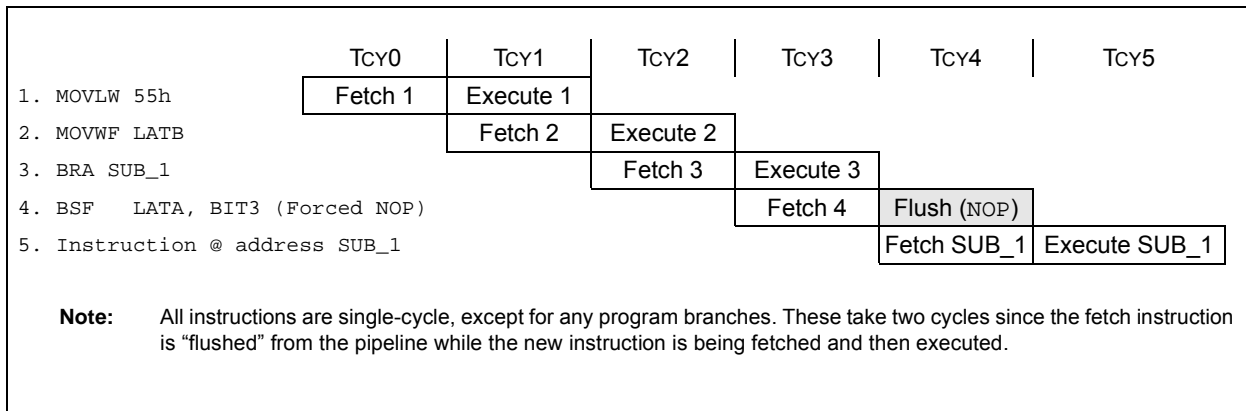 TCY0 TCY1 TCY2 TCY3 TCY4 TCY5
1. MOVLW 55h Fetch 1 Execute 1
2. MOVWF LATB Fetch 2 Execute 2
3. BRA SUB_1 Fetch 3 Execute 3
4. BSF LATA, BIT3 (Forced NOP) Fetch 4 Flush (NOP)
5. Instruction @ address SUB_1 Fetch SUB_1 Execute SUB_1
Note: All instructions are single-cycle, except for any program branches. These take two cycles since the fetch instruction
is “flushed” from the pipeline while the new instruction is being fetched and then executed.